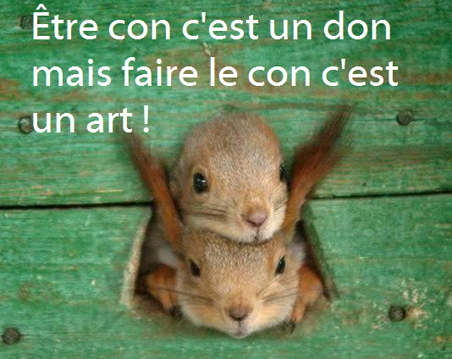 Être con c'est un don
mais faire le con c'est
un art !